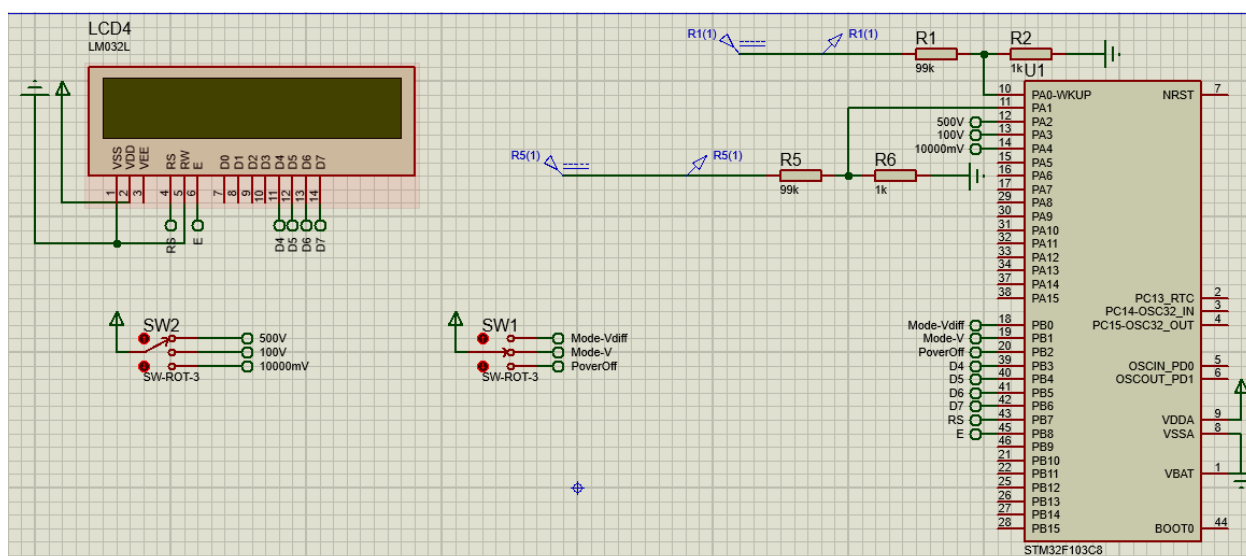 LCD4
LM032L
VSS
VDD
VEE
RS
RW
E
D0
D1
D2
D3
D4
D5
D6
D7
1
2
3
4
5
6
7
8
9
10
11
12
13
14
RS
E
D4
D5
D6
D7
R1(1)
R1(1)
R1
99k
R2
1k
R5(1)
R5(1)
R5
99k
R6
1k
SW2
500V
100V
10000mV
SW-ROT-3
SW1
Mode-Vdiff
Mode-V
PoverOff
SW-ROT-3
U1
10 PA0-WKUP NRST 7
11 PA1
500V 12 PA2
100V 13 PA3
10000mV 14 PA4
15 PA5
16 PA6
17 PA7
29 PA8
30 PA9
31 PA10
32 PA11
33 PA12
34 PA13
37 PA14
38 PA15 PC13_RTC 2
PC14-OSC32_IN 3
Mode-Vdiff 18 PB0 PC15-OSC32_OUT 4
Mode-V 19 PB1
PoverOff 20 PB2
D4 39 PB3 OSCIN_PD0 5
D5 40 PB4 OSCOUT_PD1 6
D6 41 PB5
D7 42 PB6
RS 43 PB7 VDDA 9
E 45 PB8 VSSA 8
46 PB9
21 PB10
22 PB11 VBAT 1
25 PB12
26 PB13
27 PB14
28 PB15 BOOT0 44
STM32F103C8